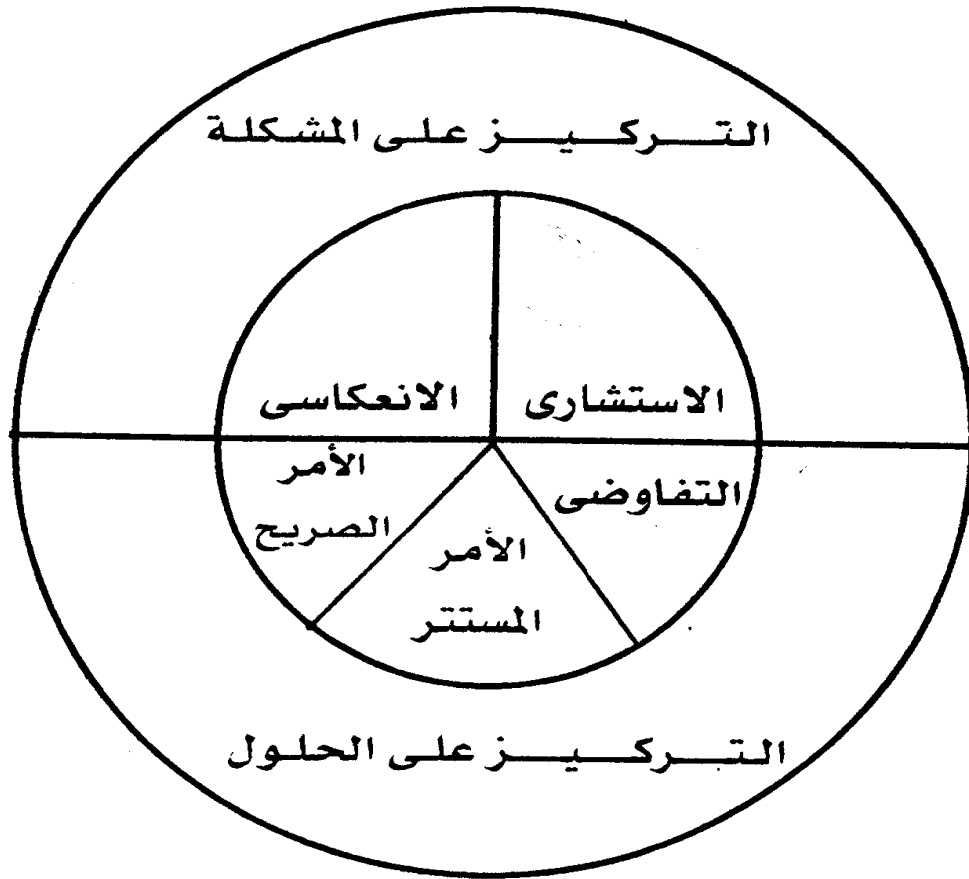 التركيز على المشكلة
الاستشارى
الانعكاسى
التفاوضى
الأمر
المستتر
الأمر
الصريح
التركيز على الحلول